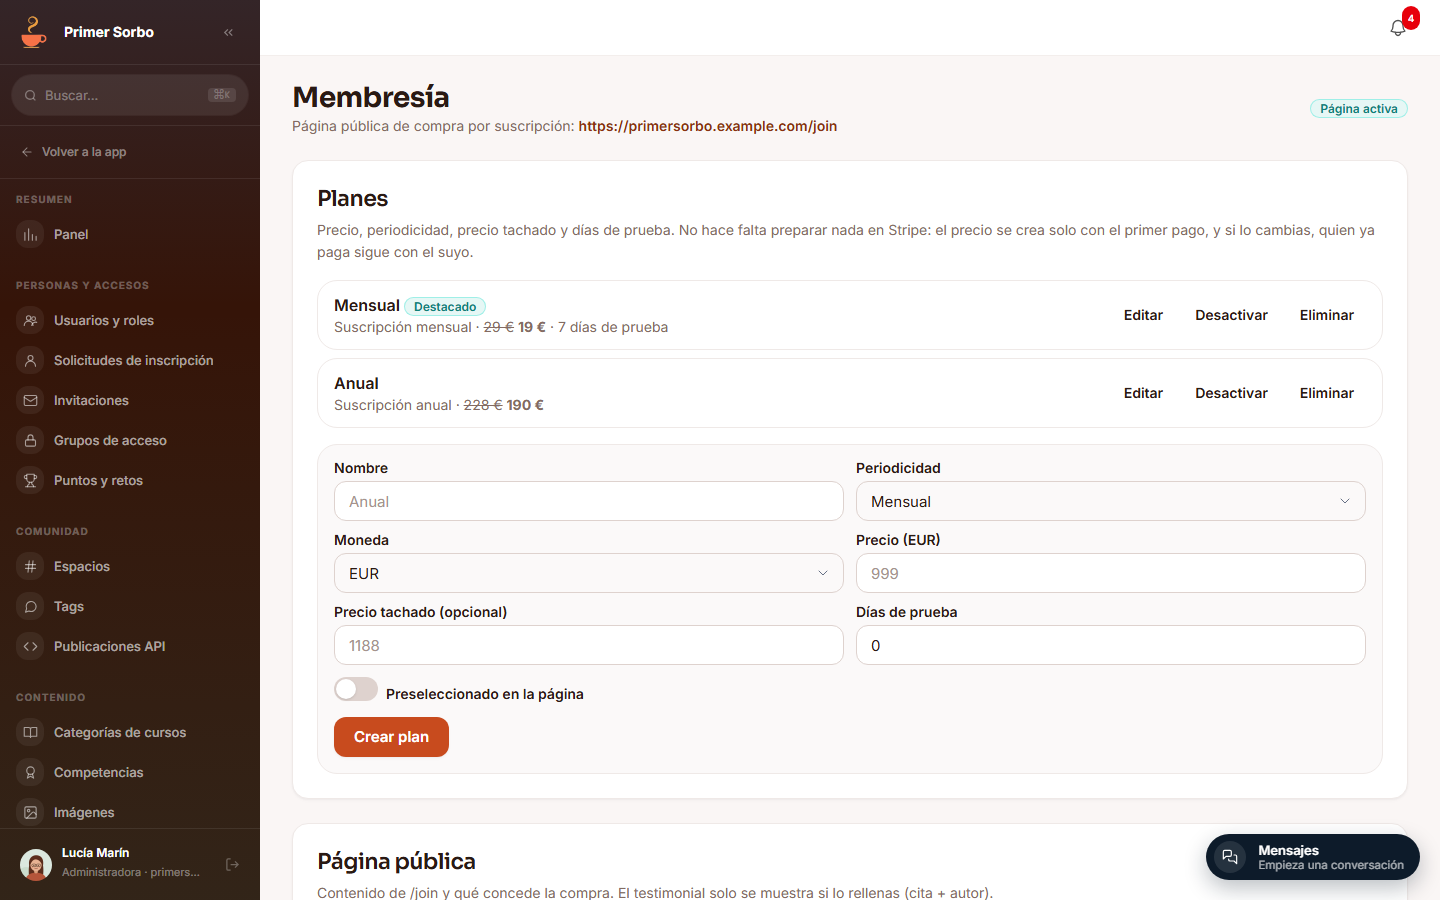 Primer Sorbo
Buscar...
⌘K
Volver a la app
RESUMEN
Panel
PERSONAS Y ACCESOS
Usuarios y roles
Solicitudes de inscripción
Invitaciones
Grupos de acceso
Puntos y retos
COMUNIDAD
Espacios
Tags
Publicaciones API
CONTENIDO
Categorías de cursos
Competencias
Imágenes
Lucía Marín
Administradora · primers...
4
Membresía
Página pública de compra por suscripción: https://primersorbo.example.com/join
Página activa
Planes
Precio, periodicidad, precio tachado y días de prueba. No hace falta preparar nada en Stripe: el precio se crea solo con el primer pago, y si lo cambias, quien ya
paga sigue con el suyo.
Mensual Destacado
Suscripción mensual · 29 € 19 € · 7 días de prueba
Editar Desactivar Eliminar
Anual
Suscripción anual · 228 € 190 €
Editar Desactivar Eliminar
Nombre
Anual
Periodicidad
Mensual
Moneda
EUR
Precio (EUR)
999
Precio tachado (opcional)
1188
Días de prueba
0
Preseleccionado en la página
Crear plan
Página pública
Contenido de /join y qué concede la compra. El testimonial solo se muestra si lo rellenas (cita + autor).
Mensajes
Empieza una conversación